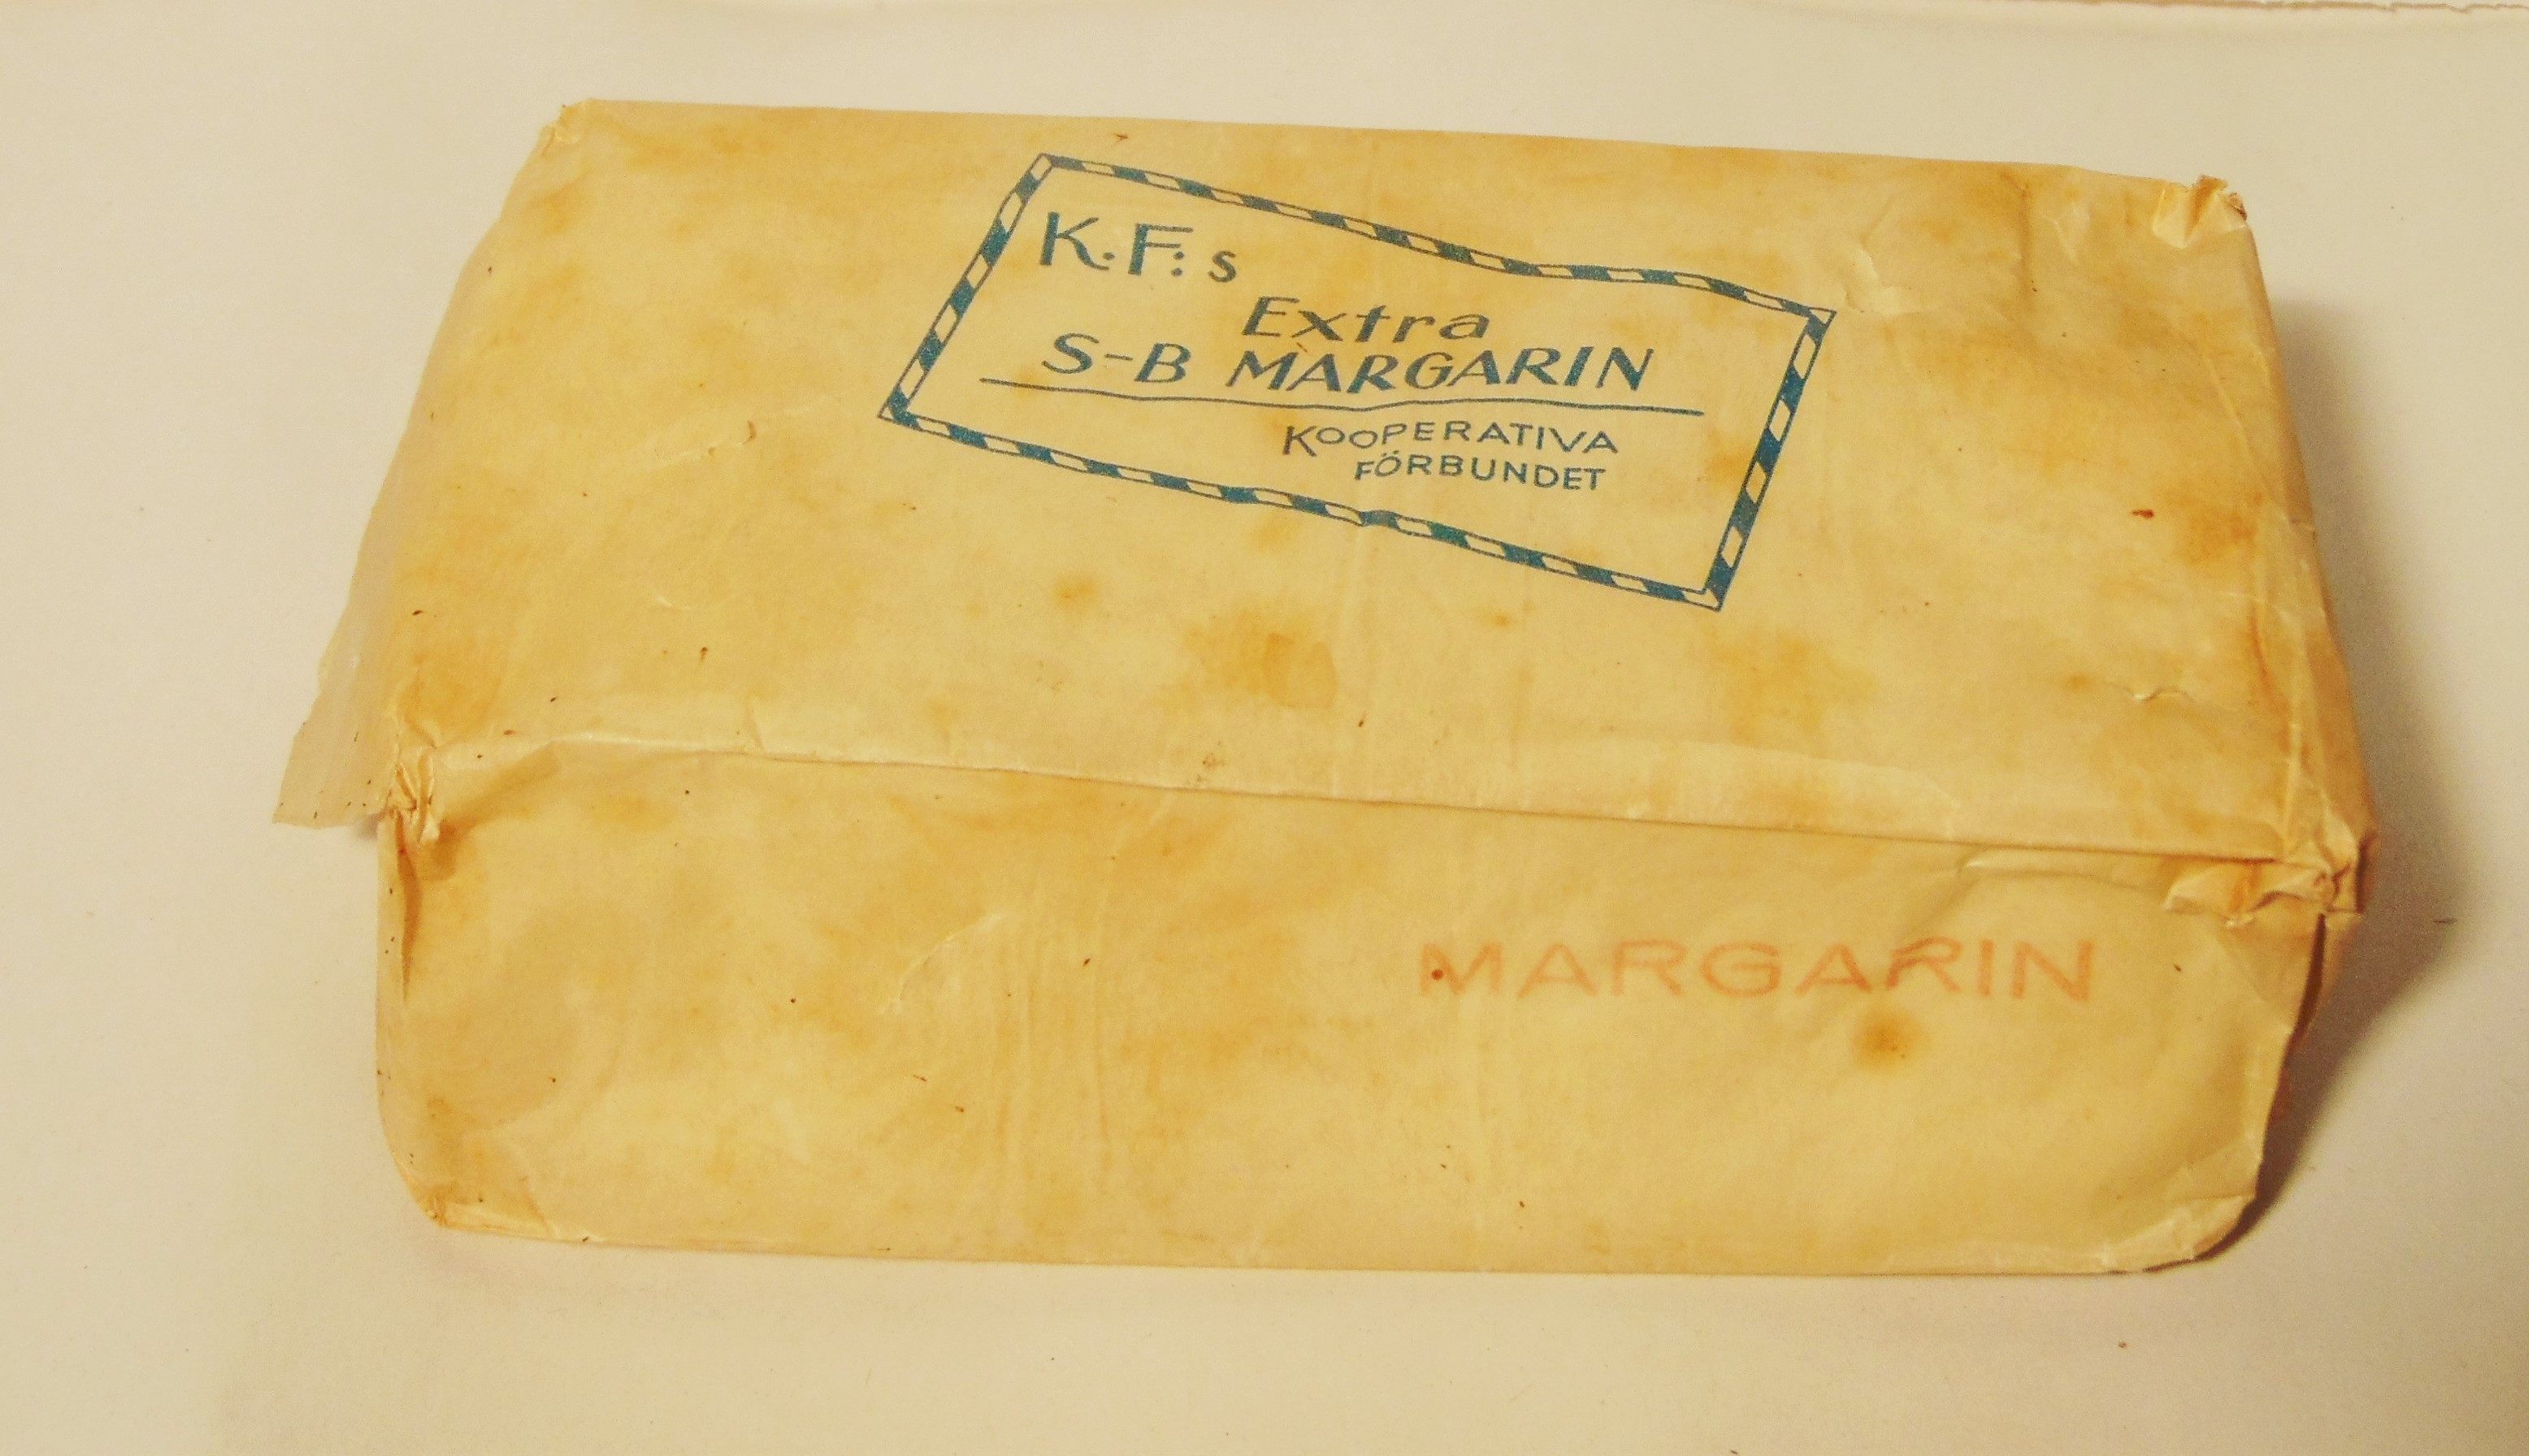 K.F:s
Extra
S-B MARGARIN
KOOPERATIVA
FÖRBUNDET
MARGARIN